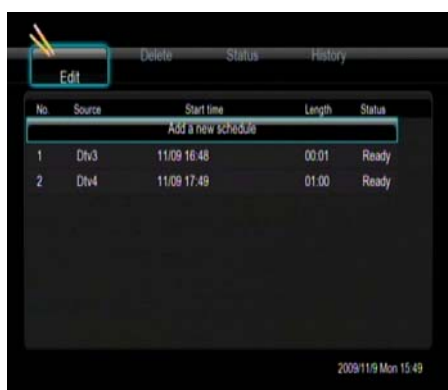 Edit Delete Status History
No. Source Start time Length Status
Add a new schedule
1 Dtv3 11/09 16:48 00:01 Ready
2 Dtv4 11/09 17:49 01:00 Ready
2009/11/9 Mon 15:49